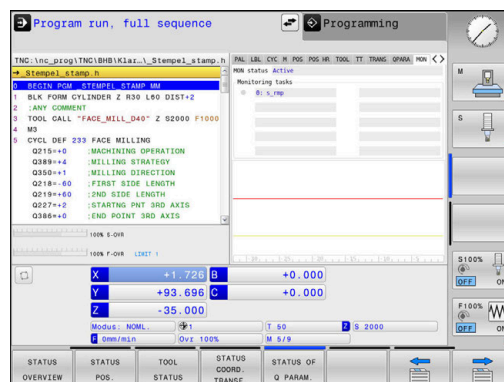 Program run, full sequence
Programming
TNC:\nc_prog\TNC\BHB\Klar…\_Stempel_stamp.h
→_Stempel_stamp.h
0 BEGIN PGM _STEMPEL_STAMP MM
1 BLK FORM CYLINDER Z R30 L60 DIST+2
2 ;ANY COMMENT
3 TOOL CALL "FACE_MILL_D40" Z S2000 F1000
4 M3
5 CYCL DEF 233 FACE MILLING
Q215=+0 ;MACHINING OPERATION
Q389=+4 ;MILLING STRATEGY
Q350=+1 ;MILLING DIRECTION
Q218=-60 ;FIRST SIDE LENGTH
Q219=+60 ;2ND SIDE LENGTH
Q227=+2 ;STARTNG PNT 3RD AXIS
Q386=+0 ;END POINT 3RD AXIS
PAL LBL CYC M POS POS HR TOOL TT TRANS QPARA MON
MON status Active
Monitoring tasks
0: s_rmp
100% S-OVR
100% F-OVR LIMIT 1
X +1.726 B +0.000
Y +93.696 C +0.000
Z -35.000
Modus: NOML. 1 T 50 Z S 2000
F 0mm/min Ovr 100% M 5/9
M
S
S100%
OFF ON
F100%
OFF ON
STATUS OVERVIEW
STATUS POS.
TOOL STATUS
STATUS COORD. TRANSF.
STATUS OF Q PARAM.